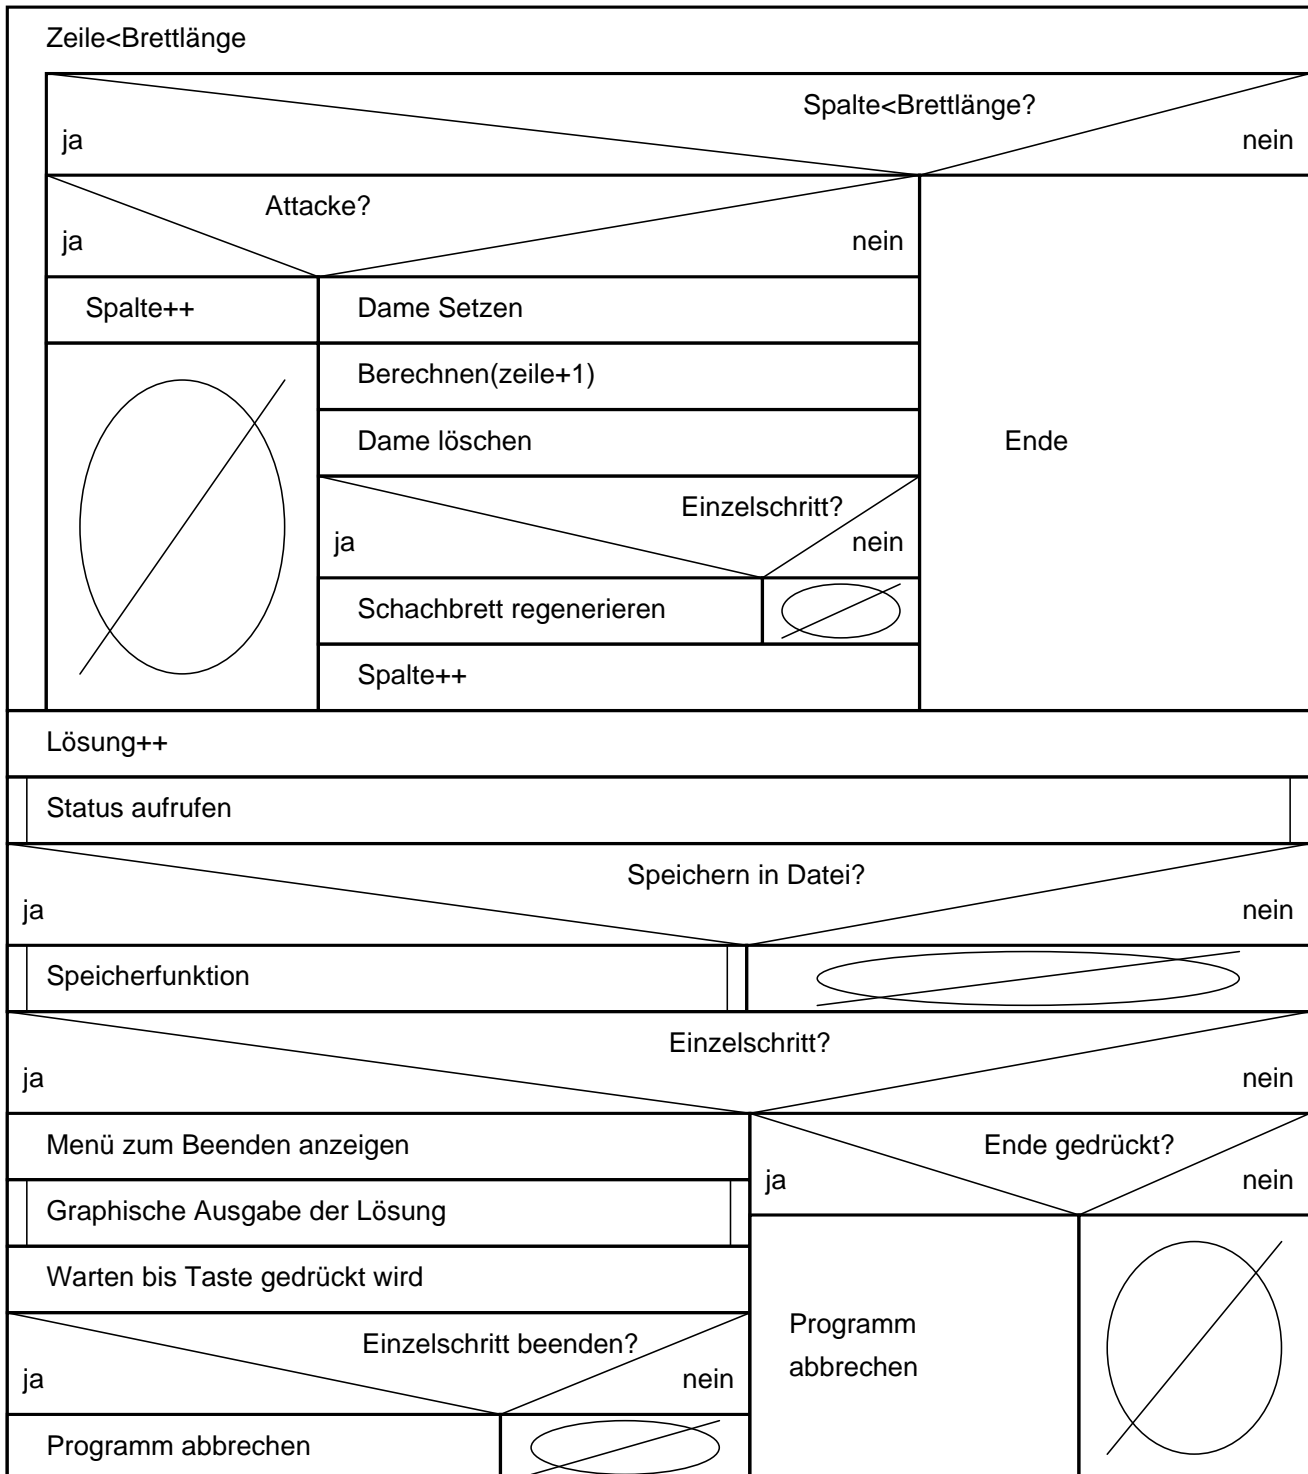 Zeile<Brettlänge
Spalte<Brettlänge?
ja
nein
Attacke?
ja
nein
Spalte++
Dame Setzen
Berechnen(zeile+1)
Dame löschen
Ende
Einzelschritt?
ja
nein
Schachbrett regenerieren
Spalte++
Lösung++
Status aufrufen
Speichern in Datei?
ja
nein
Speicherfunktion
Einzelschritt?
ja
nein
Menü zum Beenden anzeigen
Graphische Ausgabe der Lösung
Warten bis Taste gedrückt wird
Einzelschritt beenden?
ja
nein
Programm abbrechen
Ende gedrückt?
ja
nein
Programm
abbrechen